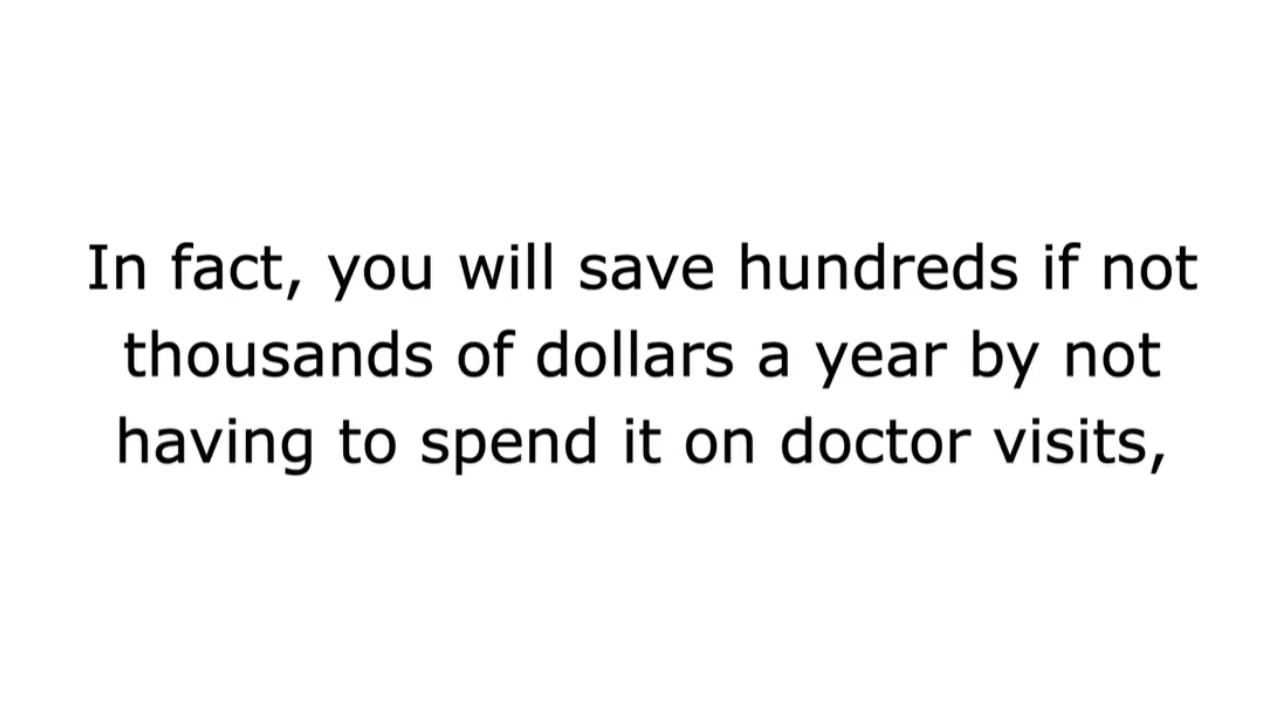 In fact, you will save hundreds if not
thousands of dollars a year by not
having to spend it on doctor visits,